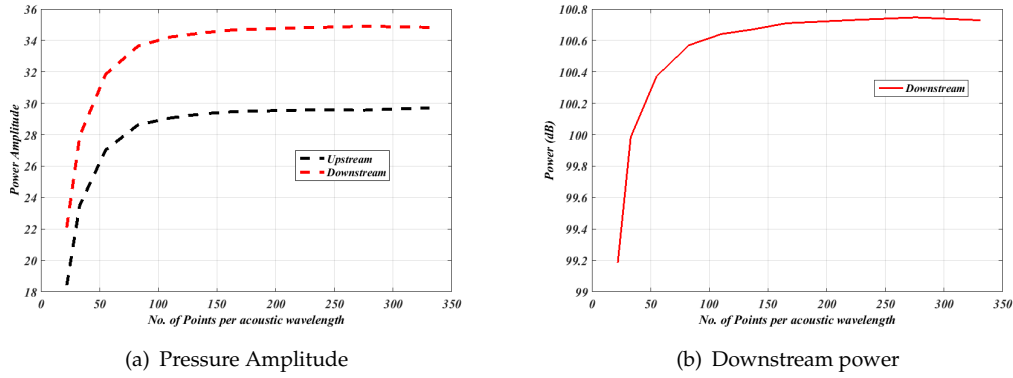 36
34
32
30
28
26
24
22
20
18
Power Amplitude
Upstream
Downstream
0 50 100 150 200 250 300 350
No. of Points per acoustic wavelength
(a) Pressure Amplitude
100.8
100.6
100.4
100.2
100
99.8
99.6
99.4
99.2
99
Power (dB)
Downstream
0 50 100 150 200 250 300 350
No. of Points per acoustic wavelength
(b) Downstream power